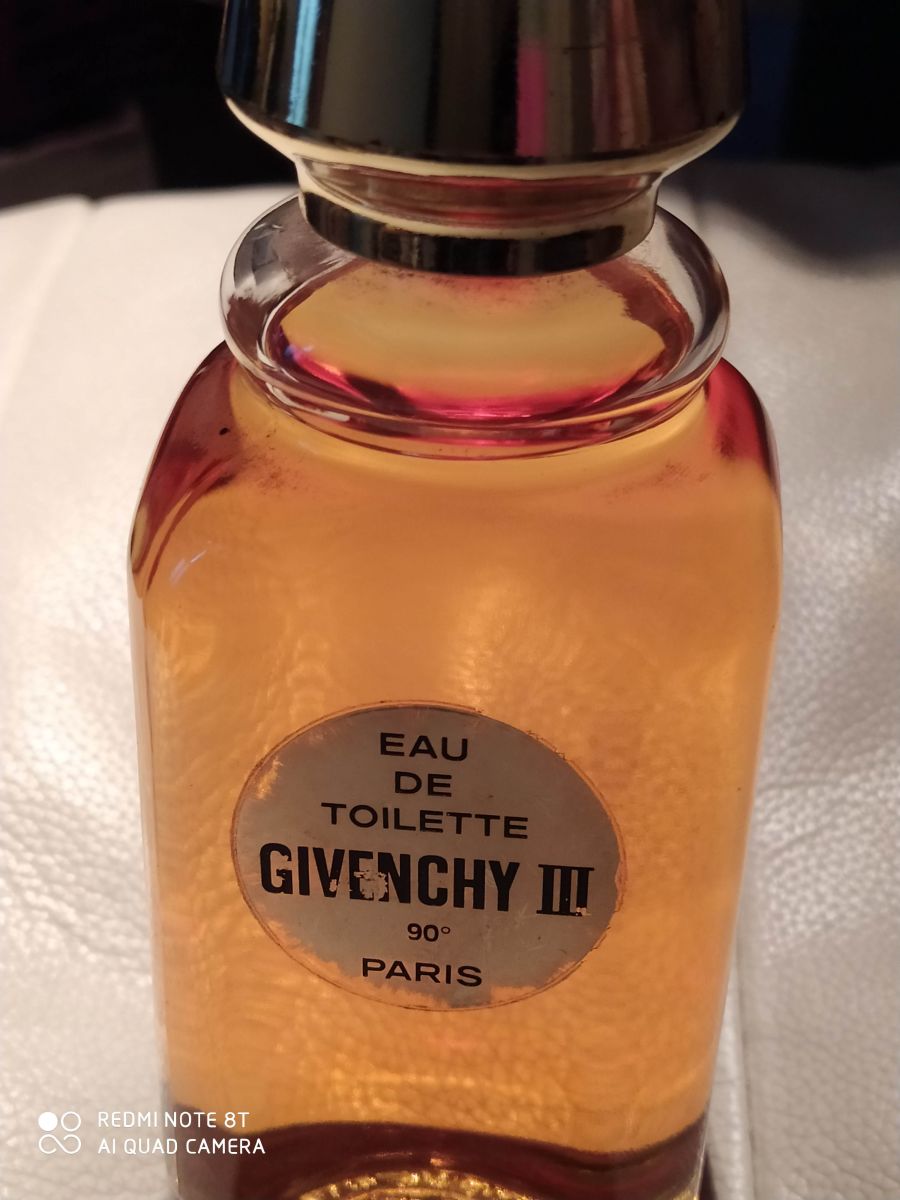 EAU
DE
TOILETTE
GIVENCHY III
90°
PARIS
REDMI NOTE 8T
AI QUAD CAMERA